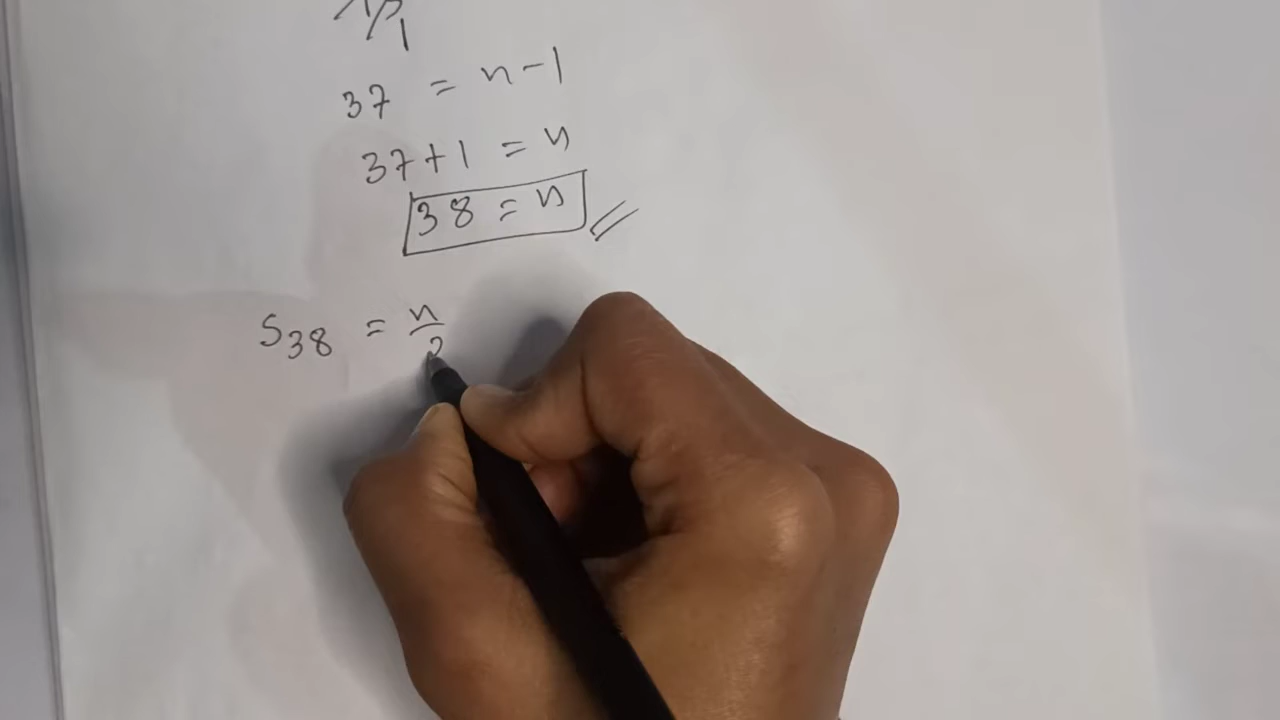 37 = n - 1
37 + 1 = n
38 = n
S38 = n/2